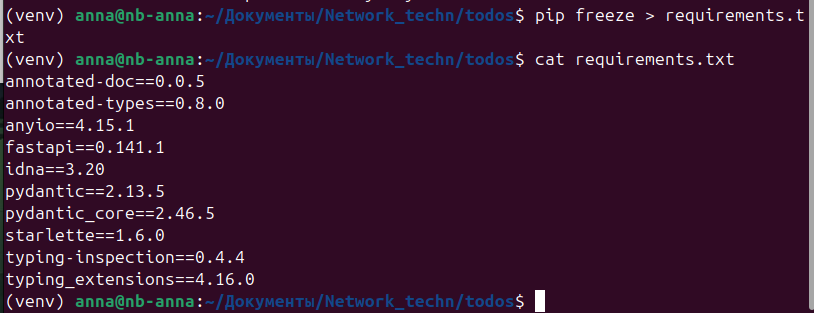 (venv) anna@nb-anna:~/Документы/Network_techn/todos$ pip freeze > requirements.t
xt
(venv) anna@nb-anna:~/Документы/Network_techn/todos$ cat requirements.txt
annotated-doc==0.0.5
annotated-types==0.8.0
anyio==4.15.1
fastapi==0.141.1
idna==3.20
pydantic==2.13.5
pydantic_core==2.46.5
starlette==1.6.0
typing-inspection==0.4.4
typing_extensions==4.16.0
(venv) anna@nb-anna:~/Документы/Network_techn/todos$